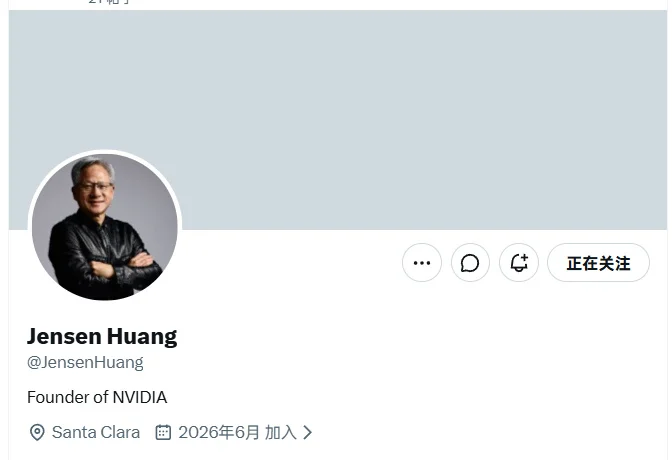 正在关注
Jensen Huang
@JensenHuang
Founder of NVIDIA
Santa Clara 2026年6月 加入